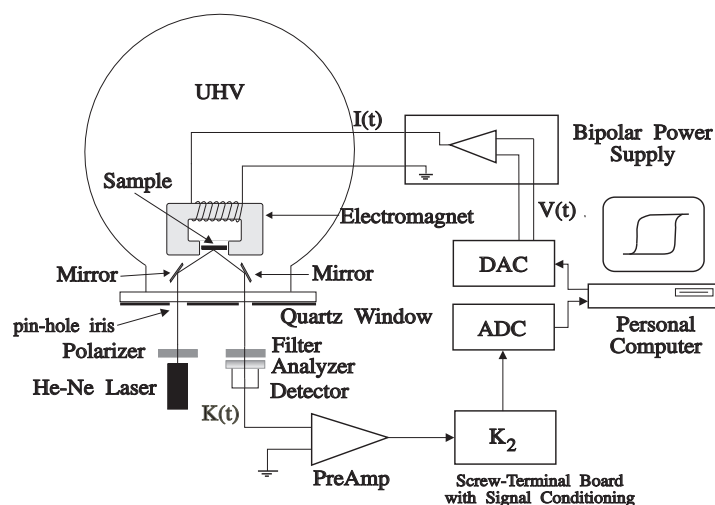 UHV
I(t)
Bipolar Power
Supply
Sample
Electromagnet
V(t)
Mirror
Mirror
DAC
pin-hole iris
Quartz Window
ADC
Personal
Computer
Polarizer
Filter
Analyzer
He-Ne Laser
Detector
K(t)
K2
PreAmp
Screw-Terminal Board
with Signal Conditioning